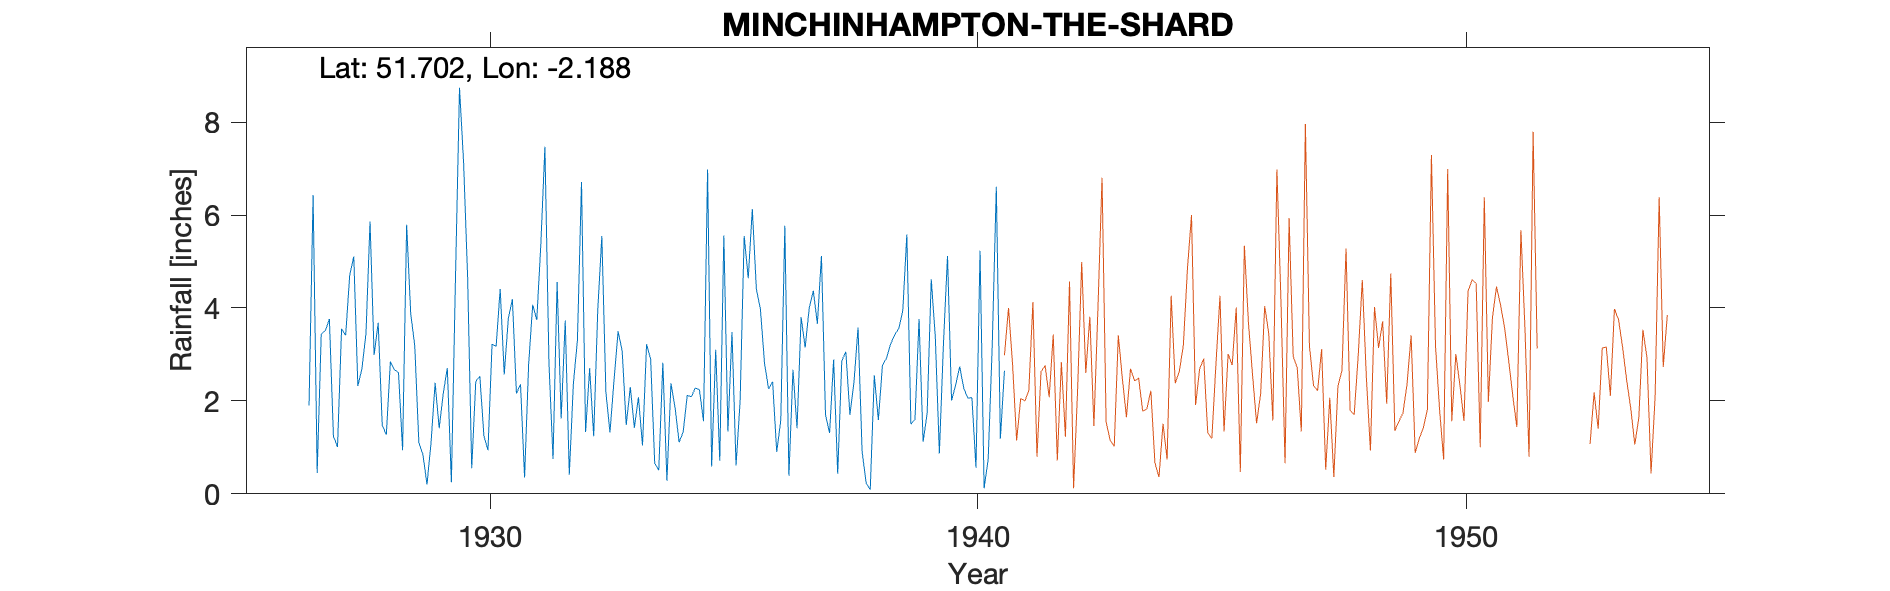 MINCHINHAMPTON-THE-SHARD
Lat: 51.702, Lon: -2.188
Rainfall [inches]
8
6
4
2
0
1930
1940
1950
Year